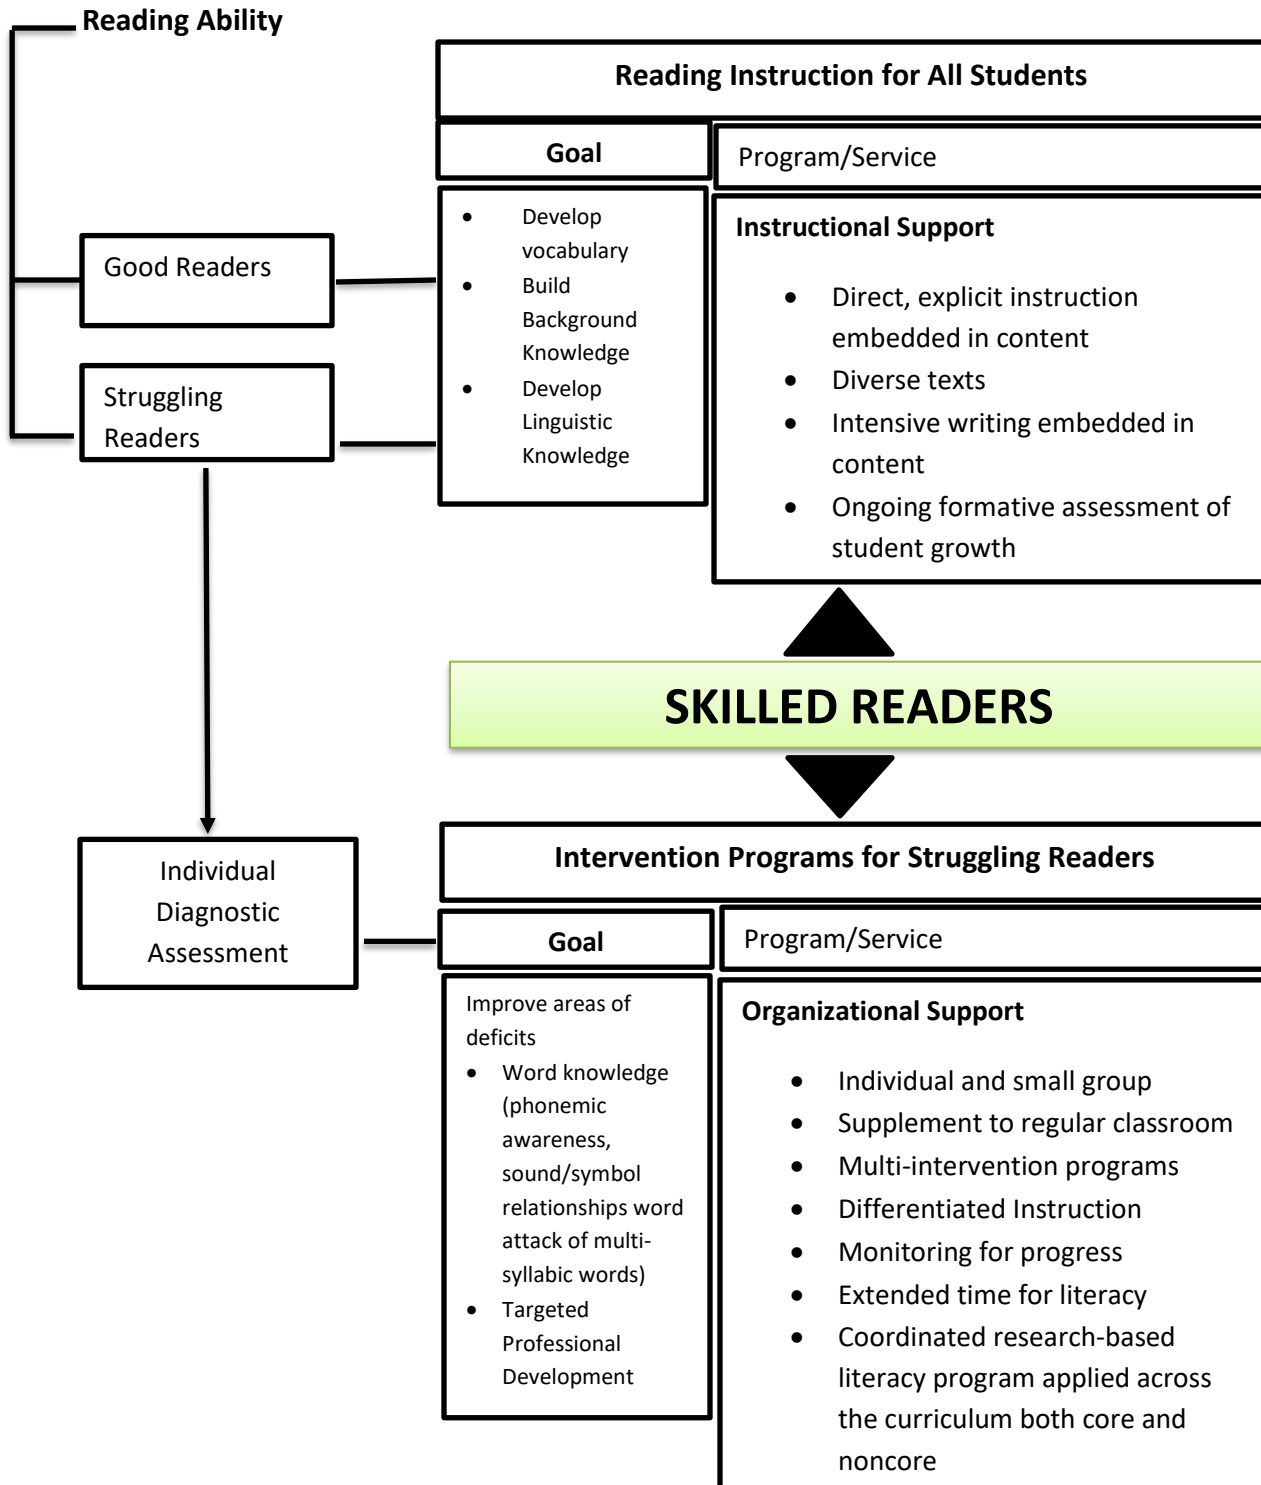 Reading Ability
Reading Instruction for All Students
Goal
Program/Service
Good Readers
Struggling
Readers
• Develop
vocabulary
• Build
Background
Knowledge
• Develop
Linguistic
Knowledge
Instructional Support
• Direct, explicit instruction
embedded in content
• Diverse texts
• Intensive writing embedded in
content
• Ongoing formative assessment of
student growth
SKILLED READERS
Individual
Diagnostic
Assessment
Intervention Programs for Struggling Readers
Goal
Program/Service
Improve areas of
deficits
• Word knowledge
(phonemic
awareness,
sound/symbol
relationships word
attack of multi-
syllabic words)
• Targeted
Professional
Development
Organizational Support
• Individual and small group
• Supplement to regular classroom
• Multi-intervention programs
• Differentiated Instruction
• Monitoring for progress
• Extended time for literacy
• Coordinated research-based
literacy program applied across
the curriculum both core and
noncore